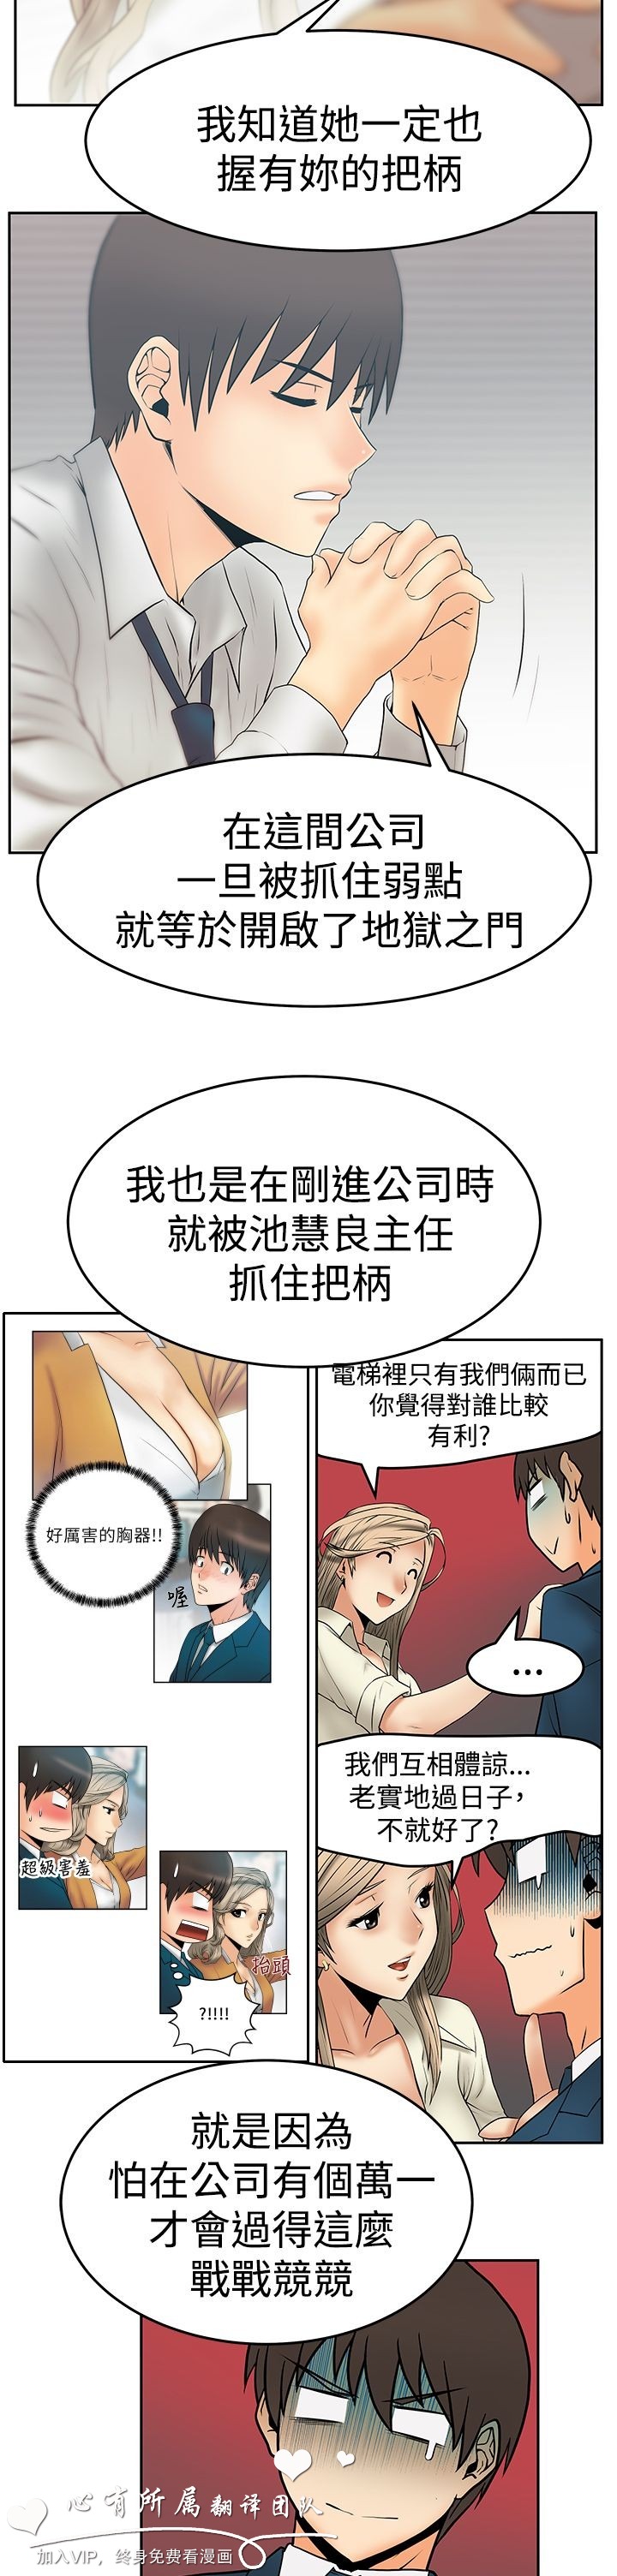 我知道她一定也
握有妳的把柄
在這間公司
一旦被抓住弱點
就等於開啟了地獄之門
我也是在剛進公司時
就被池慧良主任
抓住把柄
好厲害的胸器!!
喔
超級害羞
抬頭
?!!!!
電梯裡只有我們倆而已
你覺得對誰比較
有利?
...
我們互相體諒...
老實地過日子，
不就好了?
就是因為
怕在公司有個萬一
才會過得這麼
戰戰競競
心有所属翻译团队
加入VIP，终身免费看漫画